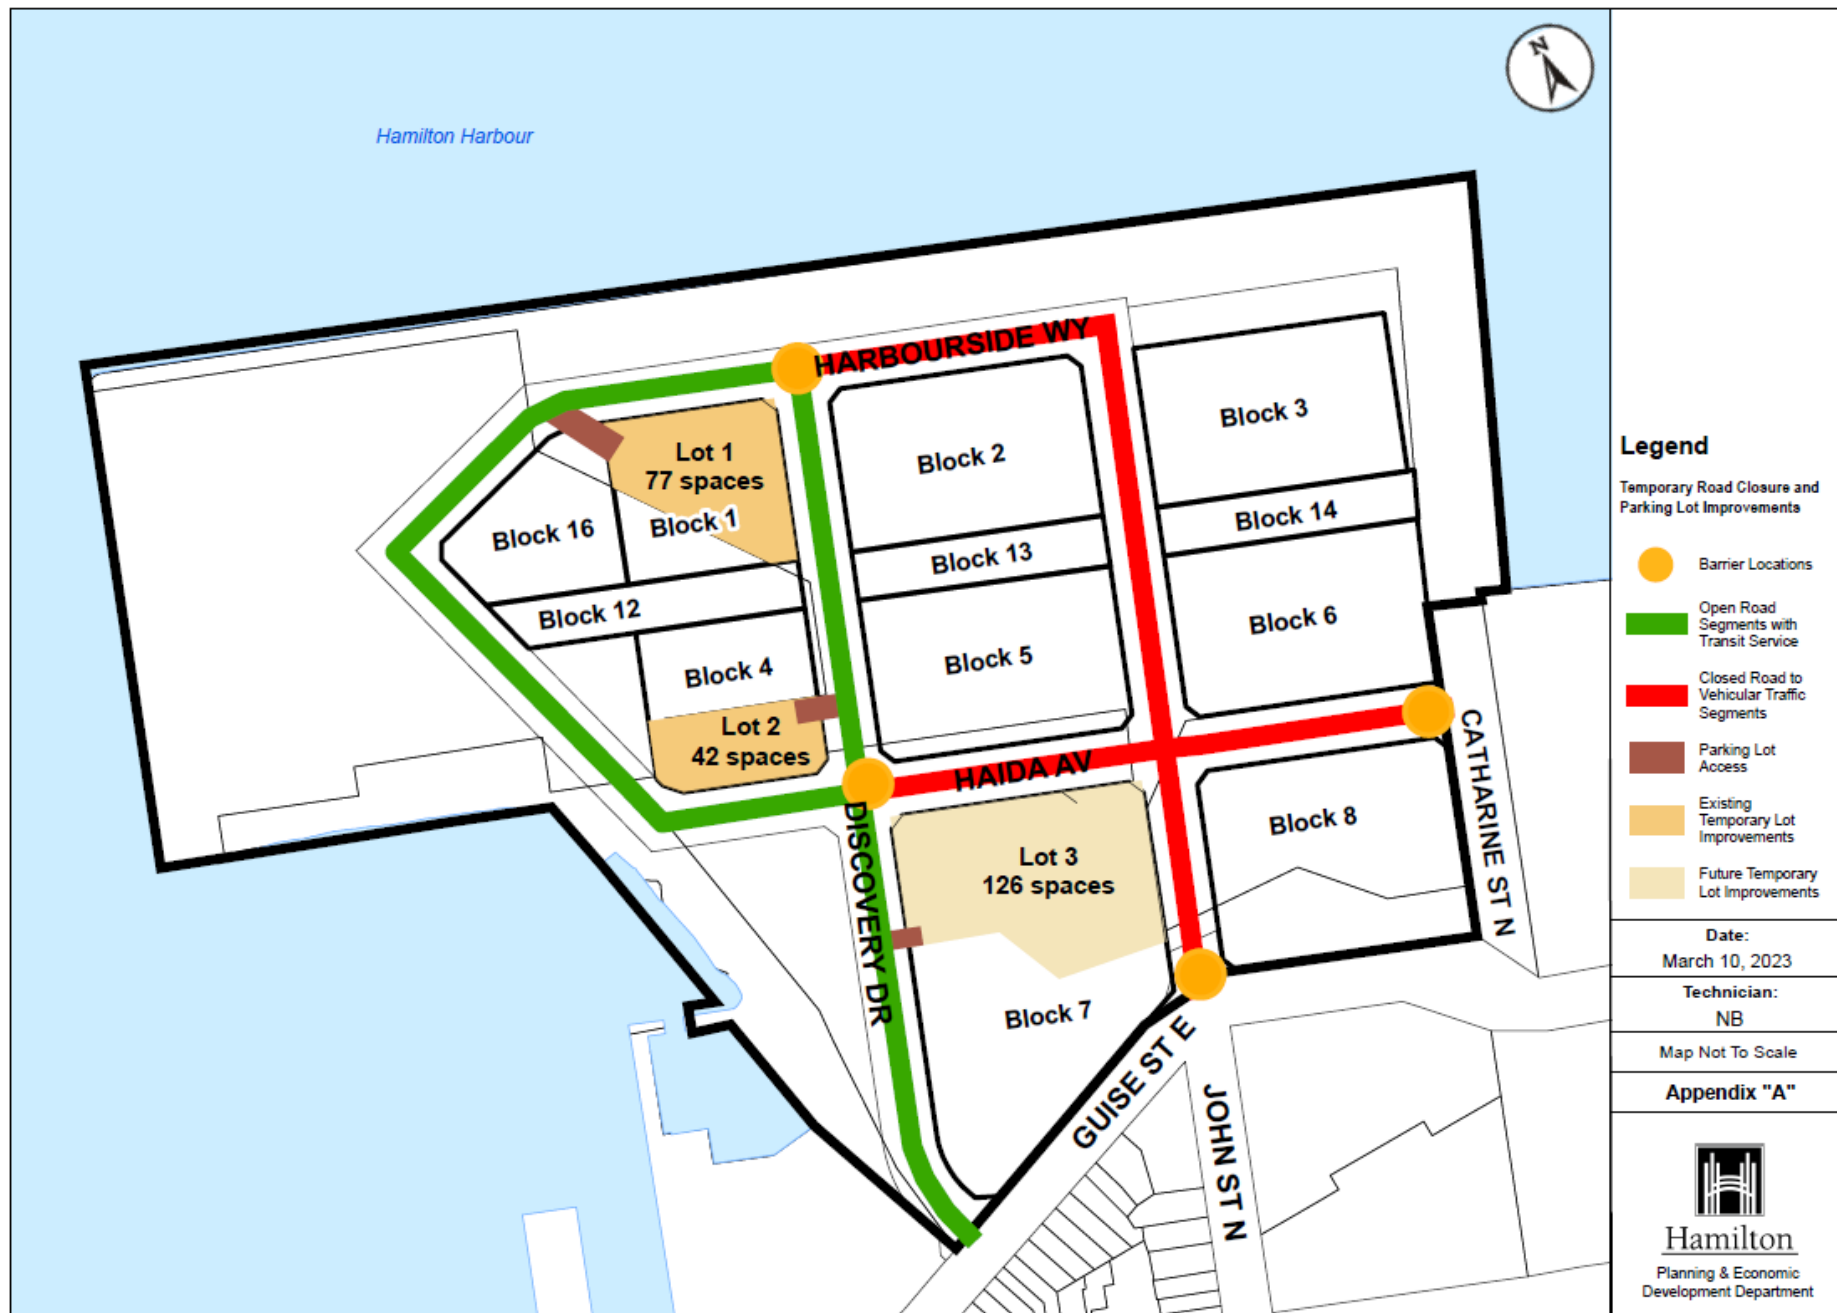 N
Hamilton Harbour
HARBOURSIDE WY
Block 3
Lot 1
77 spaces
Block 2
Block 16
Block 1
Block 14
Block 13
Block 12
Block 6
Block 4
Block 5
Lot 2
42 spaces
HAIDA AV
CATHARINE ST N
DISCOVERY DR
Block 8
Lot 3
126 spaces
Block 7
GUISE ST E
JOHN ST N
Legend
Temporary Road Closure and
Parking Lot Improvements
Barrier Locations
Open Road
Segments with
Transit Service
Closed Road to
Vehicular Traffic
Segments
Parking Lot
Access
Existing
Temporary Lot
Improvements
Future Temporary
Lot Improvements
Date:
March 10, 2023
Technician:
NB
Map Not To Scale
Appendix "A"
Hamilton
Planning & Economic
Development Department